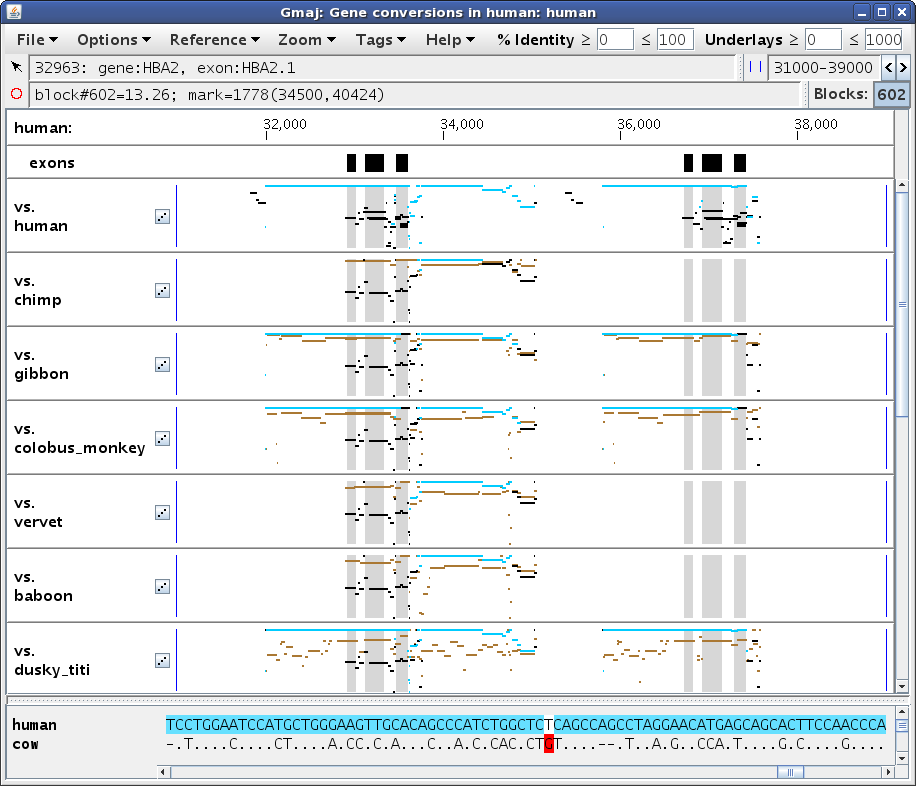 Gmaj: Gene conversions in human: human
File Options Reference Zoom Tags Help % Identity ≥ 0 ≤ 100 Underlays ≥ 0 ≤ 1000
32963: gene:HBA2, exon:HBA2.1 31000-39000
block#602=13.26; mark=1778(34500,40424) Blocks: 602
human: 32,000 34,000 36,000 38,000
exons
vs.
human
vs.
chimp
vs.
gibbon
vs.
colobus_monkey
vs.
vervet
vs.
baboon
vs.
dusky_titi
human TCCTGGAATCCATGCTGGGAAGTTGCACAGCCCATCTGGCTCTCAGCCAGCCTAGGAACATGAGCAGCACTTCCAACCCA
cow -.T....C....CT....A.CC.C.A...C..A.C.CAC.CTGT....--..T..A.G..CCA.T....G.C....G....